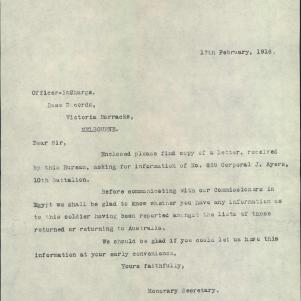 17th February, 1916.
Officer-inCharge,
Base Records,
Victoria Barracks,
MELBOURNE.
Dear Sir,
Enclosed please find copy of a letter, received
by this Bureau, asking for information of No. Corporal J. Ayers,
10th Battalion.
Before communicating with our Commissioners in
Egypt we shall be glad to know whether you have any information as
to this soldier having been reported amongst the lists of those
returned or returning to Australia.
We should be glad if you could let us have this
information at your early convenience.
Yours faithfully,
Honorary Secretary.